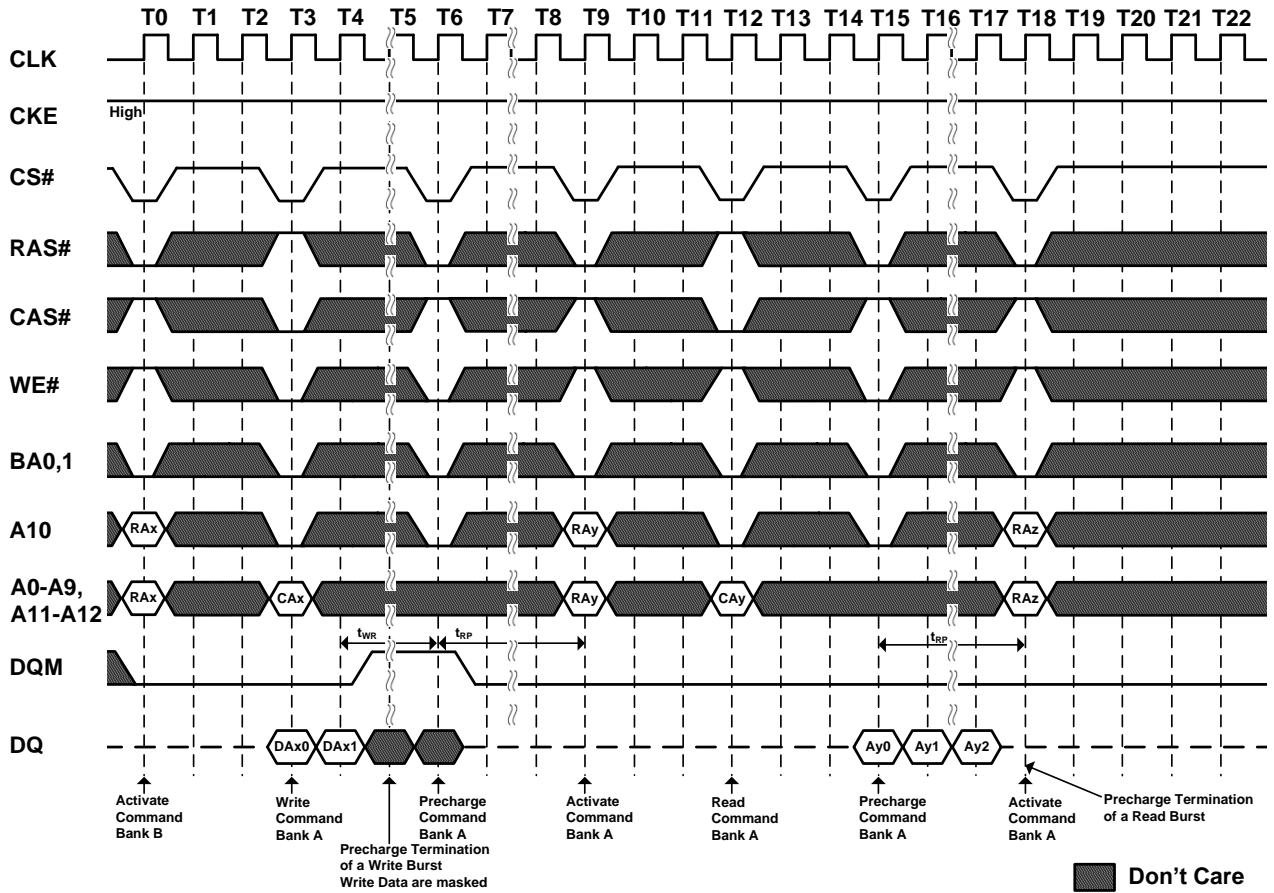 T0 T1 T2 T3 T4 T5 T6 T7 T8 T9 T10 T11 T12 T13 T14 T15 T16 T17 T18 T19 T20 T21 T22
CLK
CKE
High
CS#
RAS#
CAS#
WE#
BA0,1
A10
RAx RAy RAz
A0-A9,
A11-A12
RAx CAx RAy CAy RAz
tWR tRP tRP
DQM
DQ
DAx0 DAx1 Ay0 Ay1 Ay2
Activate
Command
Bank B
Write
Command
Bank A
Precharge Termination
of a Write Burst
Write Data are masked
Precharge
Command
Bank A
Activate
Command
Bank A
Read
Command
Bank A
Precharge
Command
Bank A
Activate
Command
Bank A
Precharge Termination
of a Read Burst
Don't Care